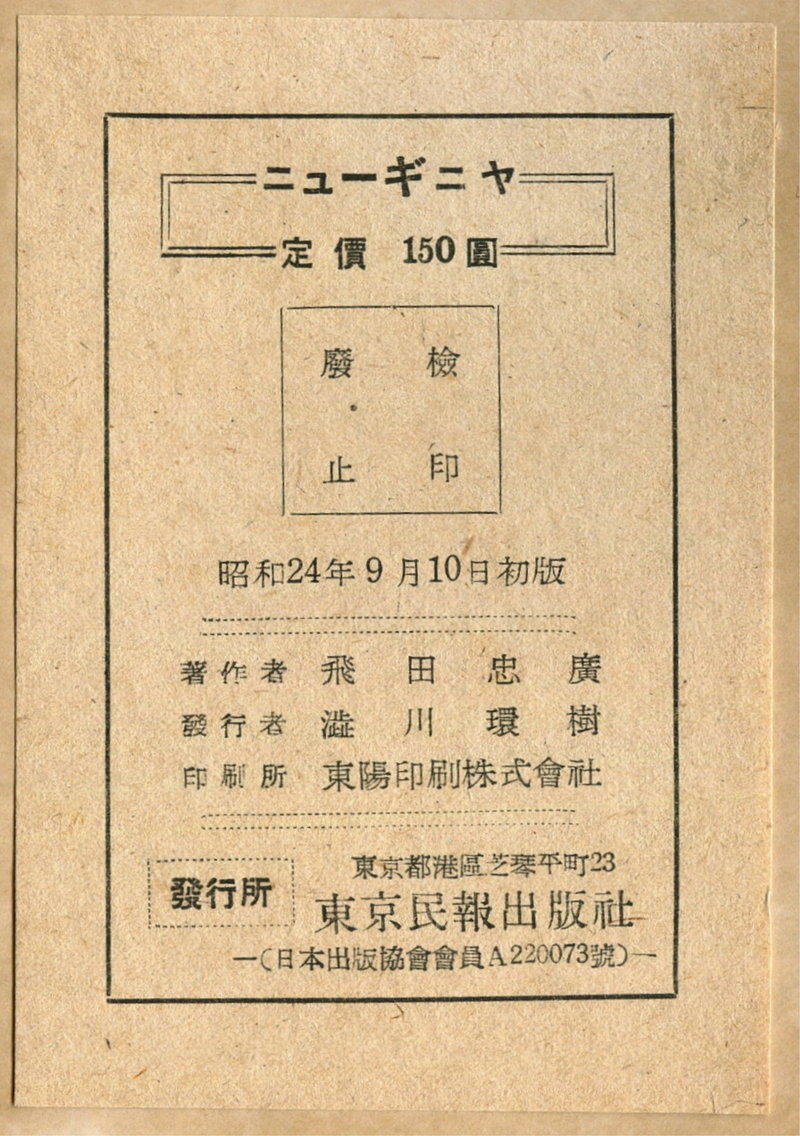 ニューギニヤ
定價 150圓
檢印
廢止
昭和24年9月10日初版
著作者 飛田忠廣
發行者 澁川環樹
印刷所 東陽印刷株式會社
發行所
東京都港區芝琴平町23
東京民報出版社
―(日本出版協會會員A220073號)―